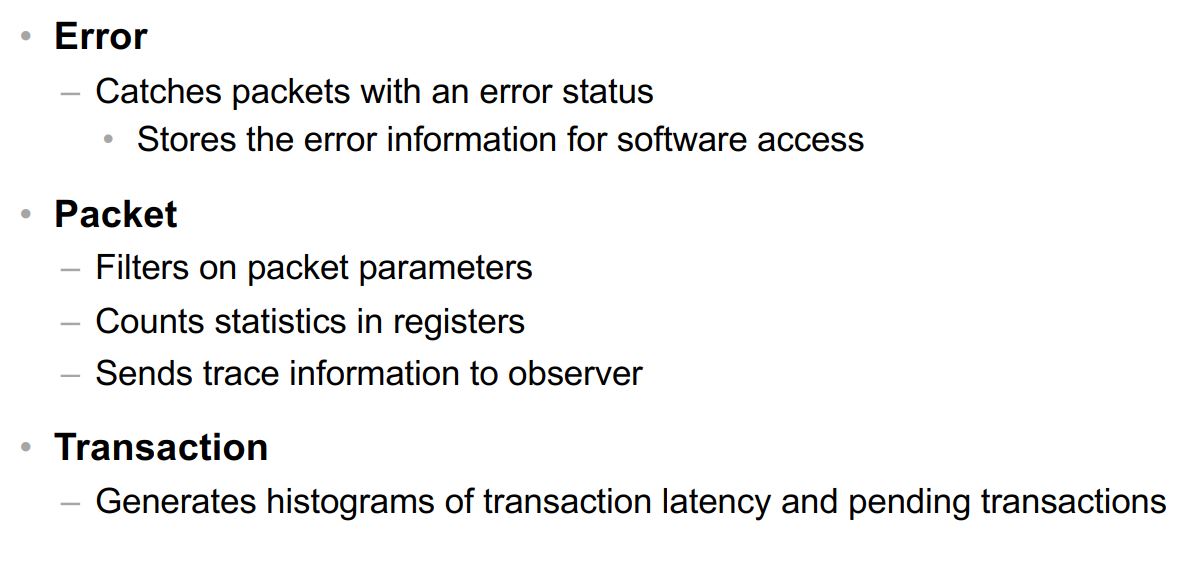 • Error
– Catches packets with an error status
• Stores the error information for software access
• Packet
– Filters on packet parameters
– Counts statistics in registers
– Sends trace information to observer
• Transaction
– Generates histograms of transaction latency and pending transactions